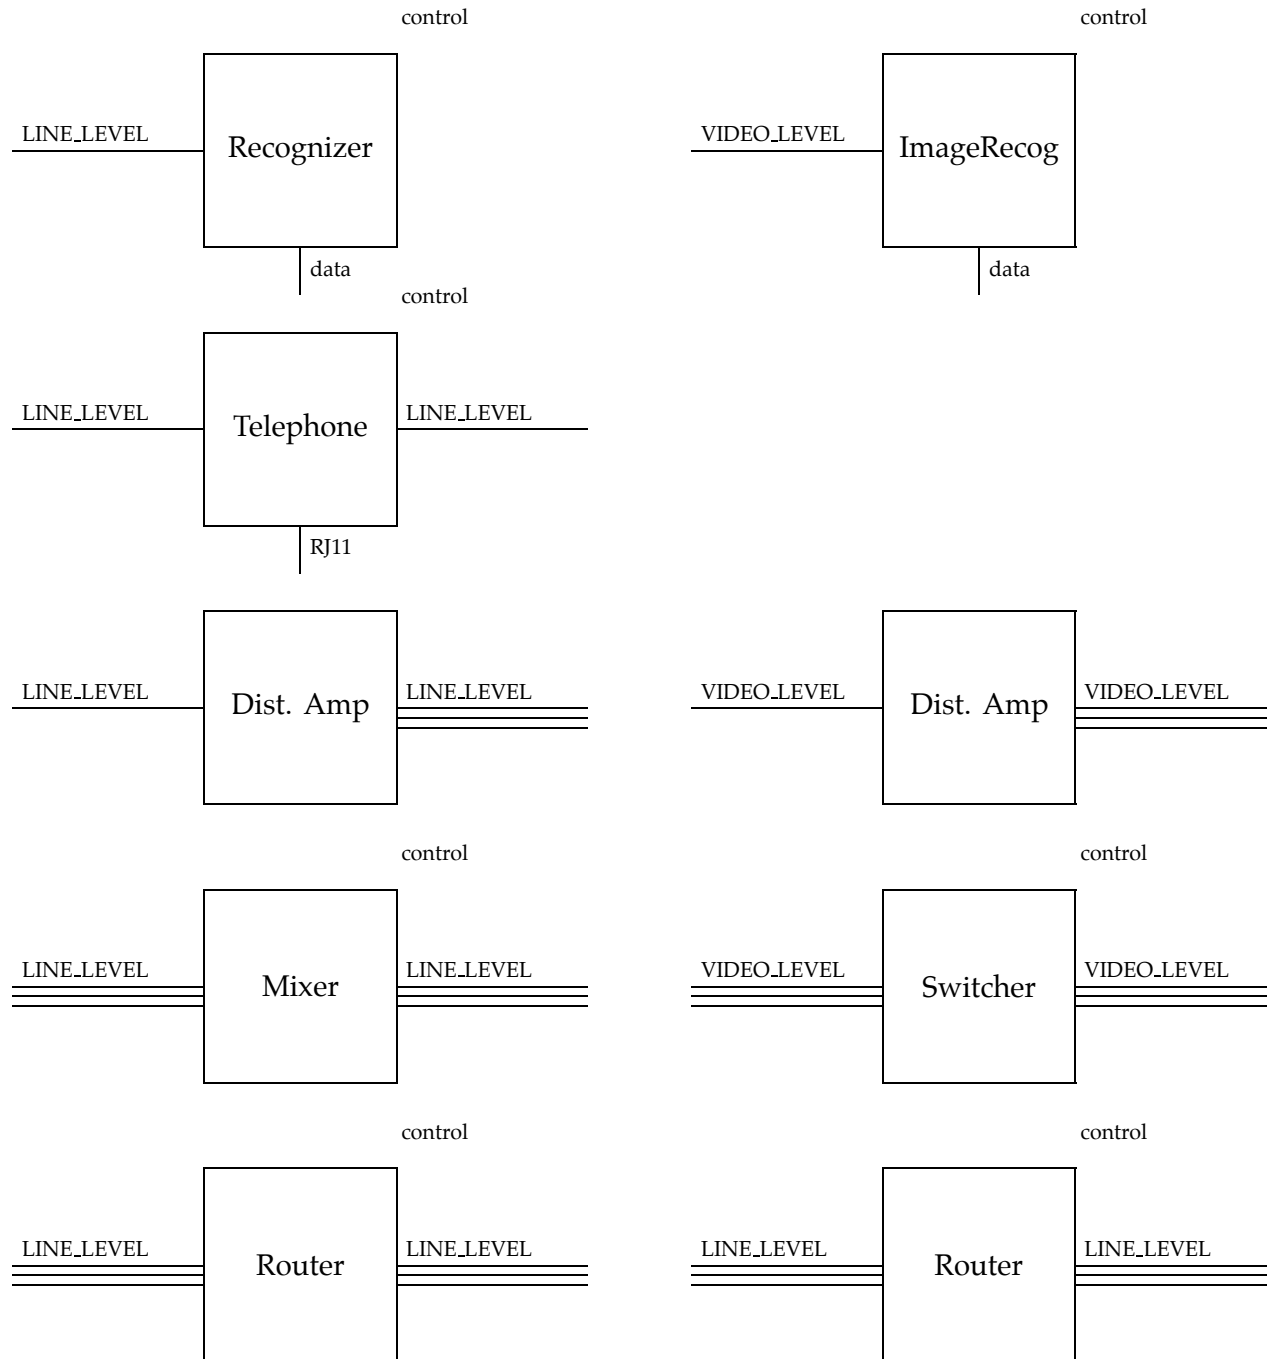 control
control
LINE_LEVEL
Recognizer
VIDEO_LEVEL
ImageRecog
data
data
control
LINE_LEVEL
Telephone
LINE_LEVEL
RJ11
LINE_LEVEL
Dist. Amp
LINE_LEVEL
VIDEO_LEVEL
Dist. Amp
VIDEO_LEVEL
control
control
LINE_LEVEL
Mixer
LINE_LEVEL
VIDEO_LEVEL
Switcher
VIDEO_LEVEL
control
control
LINE_LEVEL
Router
LINE_LEVEL
LINE_LEVEL
Router
LINE_LEVEL